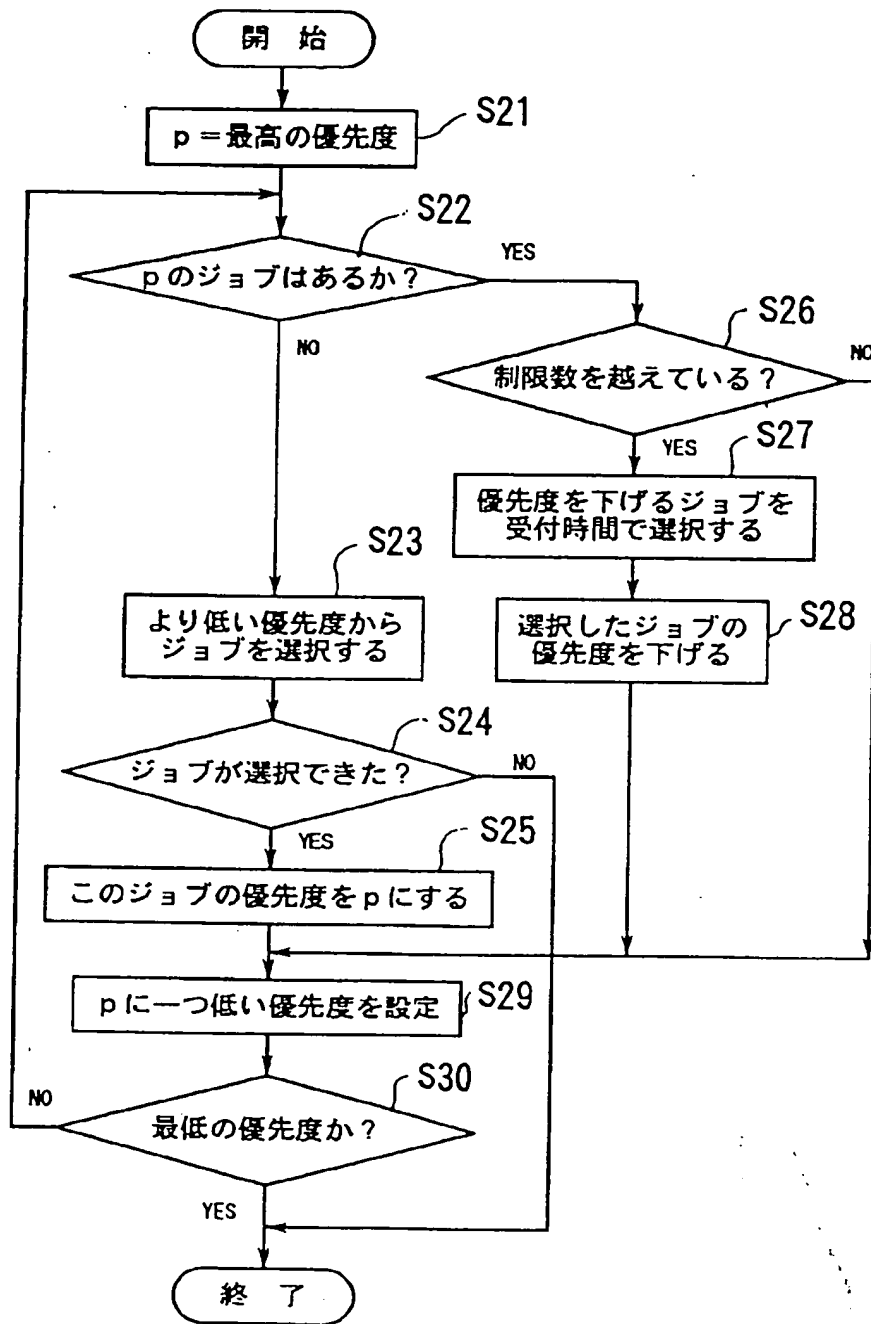 開 始
S21
p=最高の優先度
S22
pのジョブはあるか?
YES
NO
S26
制限数を越えている?
NO
YES
S27
優先度を下げるジョブを
受付時間で選択する
S23
より低い優先度から
ジョブを選択する
S28
選択したジョブの
優先度を下げる
S24
ジョブが選択できた?
NO
YES
S25
このジョブの優先度をpにする
pに一つ低い優先度を設定
S29
S30
NO
最低の優先度か?
YES
終 了